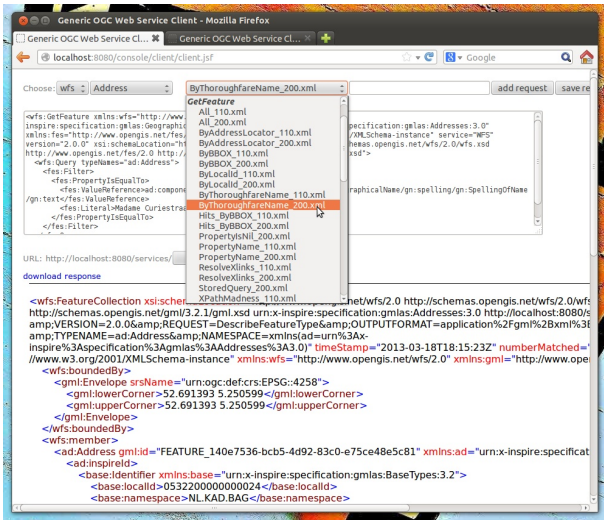 Generic OGC Web Service Client - Mozilla Firefox
Generic OGC Web Service Cl... Generic OGC Web Service Cl...
localhost:8080/console/client/client.jsf Google
Choose: wfs Address ByThoroughfareName_200.xml add request save re
GetFeature
All_110.xml
All_200.xml
ByAddressLocator_110.xml
ByAddressLocator_200.xml
ByBBOX_110.xml
ByBBOX_200.xml
ByLocalId_110.xml
ByLocalId_200.xml
ByThoroughfareName_110.xml
ByThoroughfareName_200.xml
Hits_ByBBOX_110.xml
Hits_ByBBOX_200.xml
PropertyIsNil_200.xml
PropertyName_110.xml
PropertyName_200.xml
ResolveXlinks_110.xml
ResolveXlinks_200.xml
StoredQuery_200.xml
XPathMadness_110.xml
<wfs:GetFeature xmlns:wfs="http://www.
inspire:specification:gmlas:Geographic pecification:gmlas:Addresses:3.0"
xmlns:fes="http://www.opengis.net/fes/ /XMLSchema-instance" service="WFS"
version="2.0.0" xsi:schemaLocation="ht hemas.opengis.net/wfs/2.0/wfs.xsd
http://www.opengis.net/fes/2.0 http:// xsd">
<wfs:Query typeNames="ad:Address">
<fes:Filter>
<fes:PropertyIsEqualTo>
<fes:ValueReference>ad:compone raphicalName/gn:spelling/gn:SpellingOfName
/gn:text</fes:ValueReference>
<fes:Literal>Madame Curiestraa
</fes:PropertyIsEqualTo>
</fes:Filter>
URL: http://localhost:8080/services/
download response
<wfs:FeatureCollection xsi:schem .net/wfs/2.0 http://schemas.opengis.net/wfs/2.0/wfs
http://schemas.opengis.net/gml/3.2.1/gml.xsd urn:x-inspire:specification:gmlas:Addresses:3.0 http://localhost:8080/s
amp;VERSION=2.0.0&amp;REQUEST=DescribeFeatureType&amp;OUTPUTFORMAT=application%2Fgml%2Bxml%3B
amp;TYPENAME=ad:Address&amp;NAMESPACE=xmlns(ad=urn%3Ax-
inspire%3Aspecification%3Agmlas%3AAddresses%3A3.0)" timeStamp="2013-03-18T18:15:23Z" numberMatched="
//www.w3.org/2001/XMLSchema-instance" xmlns:wfs="http://www.opengis.net/wfs/2.0" xmlns:gml="http://www.ope
<wfs:boundedBy>
<gml:Envelope srsName="urn:ogc:def:crs:EPSG::4258">
<gml:lowerCorner>52.691393 5.250599</gml:lowerCorner>
<gml:upperCorner>52.691393 5.250599</gml:upperCorner>
</gml:Envelope>
</wfs:boundedBy>
<wfs:member>
<ad:Address gml:id="FEATURE_140e7536-bcb5-4d92-83c0-e75ce48e5c81" xmlns:ad="urn:x-inspire:specificat
<ad:inspireId>
<base:Identifier xmlns:base="urn:x-inspire:specification:gmlas:BaseTypes:3.2">
<base:localId>0532200000000024</base:localId>
<base:namespace>NL.KAD.BAG</base:namespace>